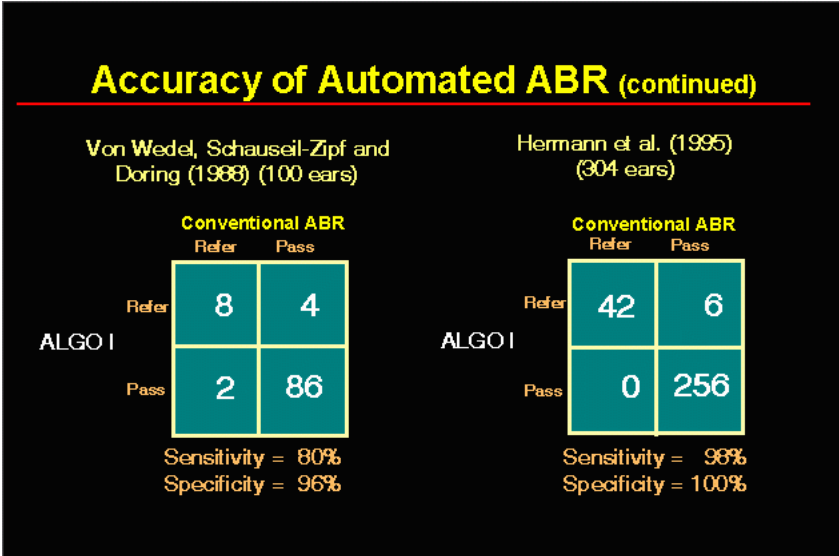 Accuracy of Automated ABR (continued)
Von Wedel, Schauseil-Zipf and
Doring (1988) (100 ears)
Conventional ABR
Refer Pass
Refer 8 4
ALGO I
Pass 2 86
Sensitivity = 80%
Specificity = 96%
Hermann et al. (1995)
(304 ears)
Conventional ABR
Refer Pass
Refer 42 6
ALGO I
Pass 0 256
Sensitivity = 98%
Specificity = 100%